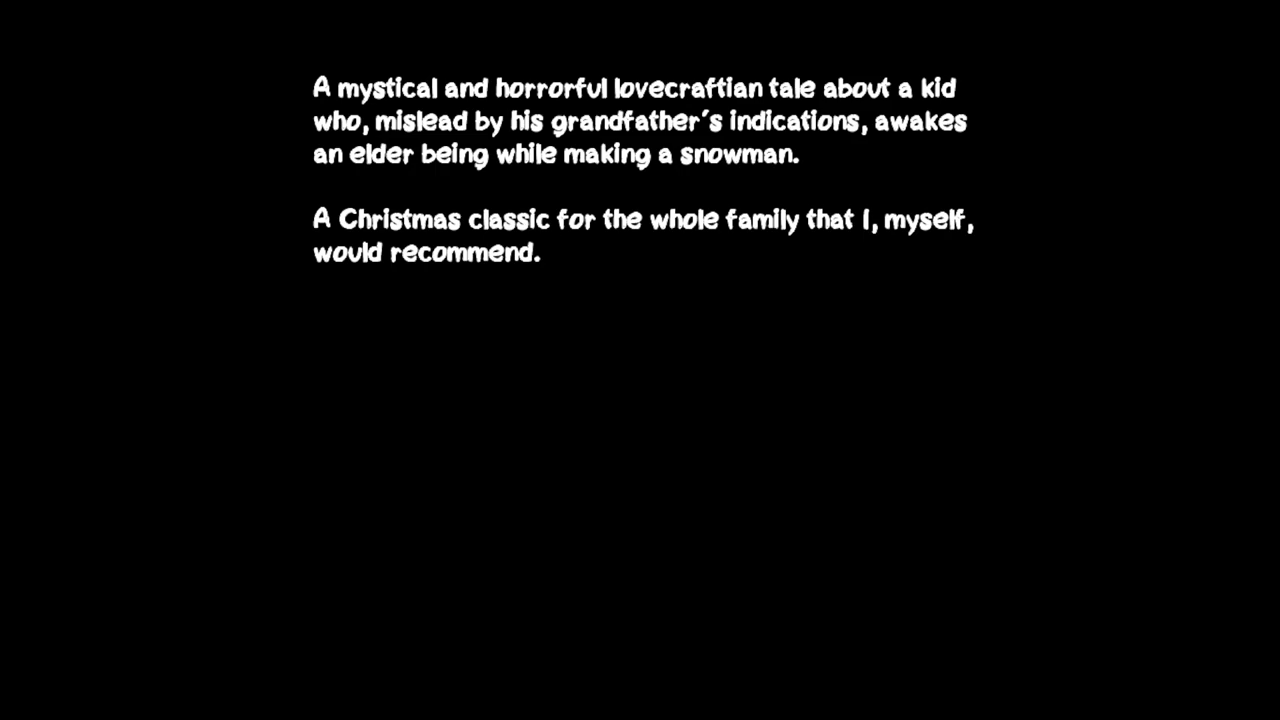 A mystical and horrorful lovecraftian tale about a kid
who, mislead by his grandfather's indications, awakes
an elder being while making a snowman.
A Christmas classic for the whole family that I, myself,
would recommend.